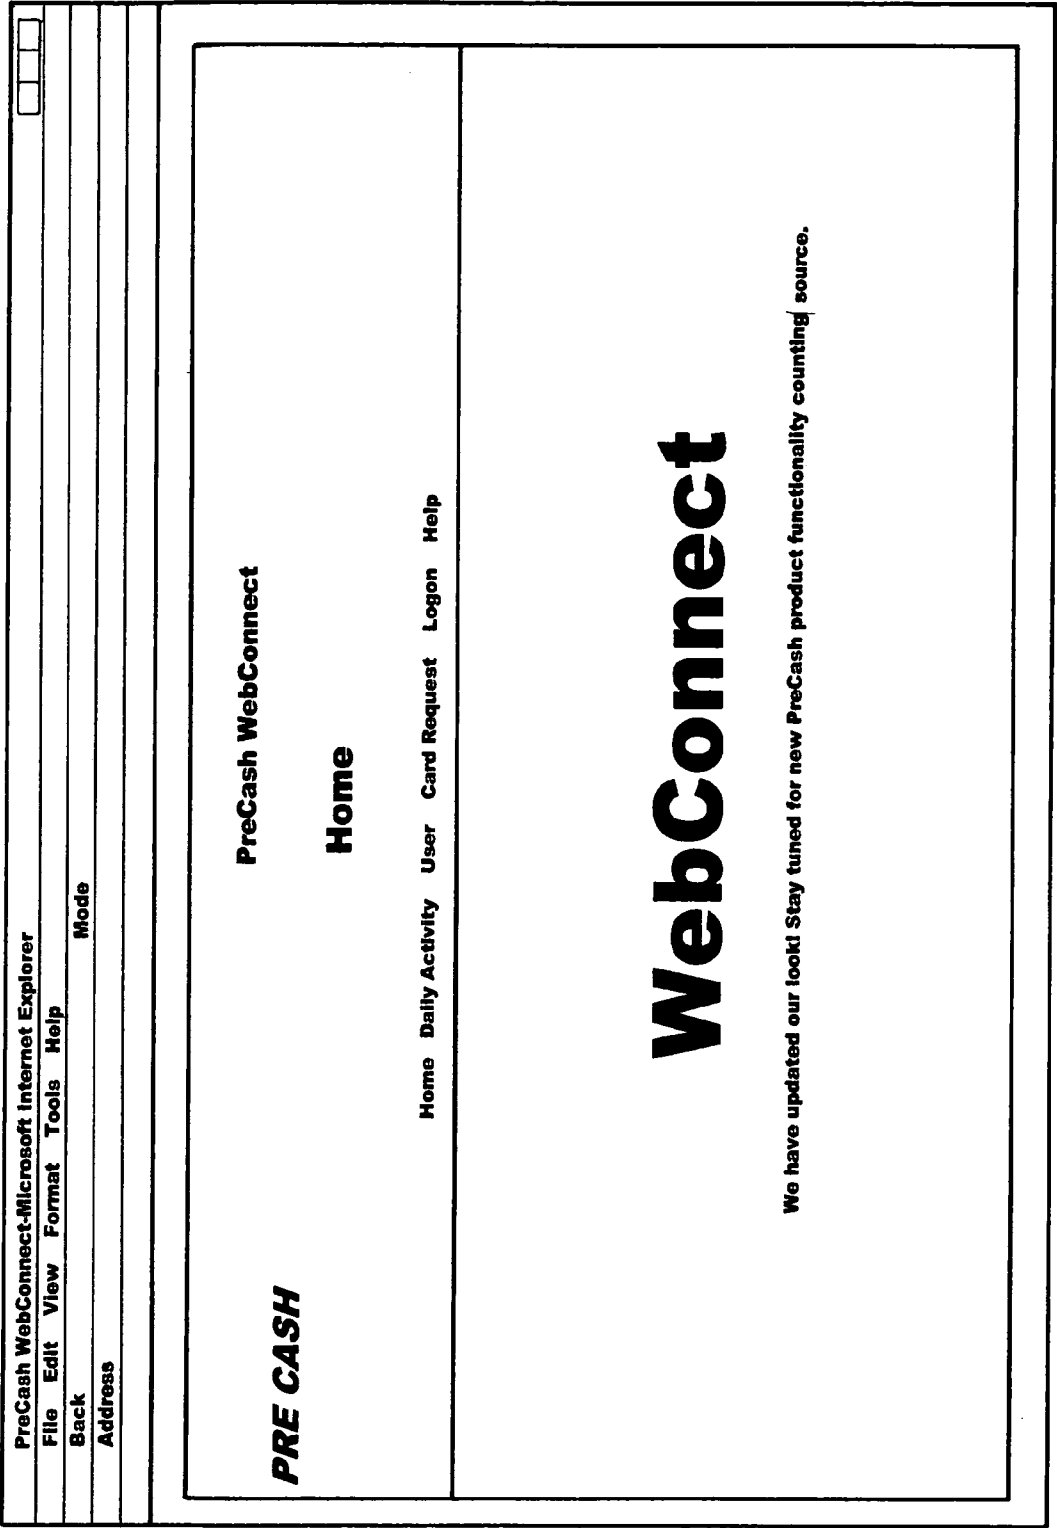 PreCash WebConnect-Microsoft Internet Explorer
File Edit View Format Tools Help
Back Mode
Address
PreCash WebConnect
PRE CASH
Home
Home Daily Activity User Card Request Logon Help
WebConnect
We have updated our look! Stay tuned for new PreCash product functionality counting source.